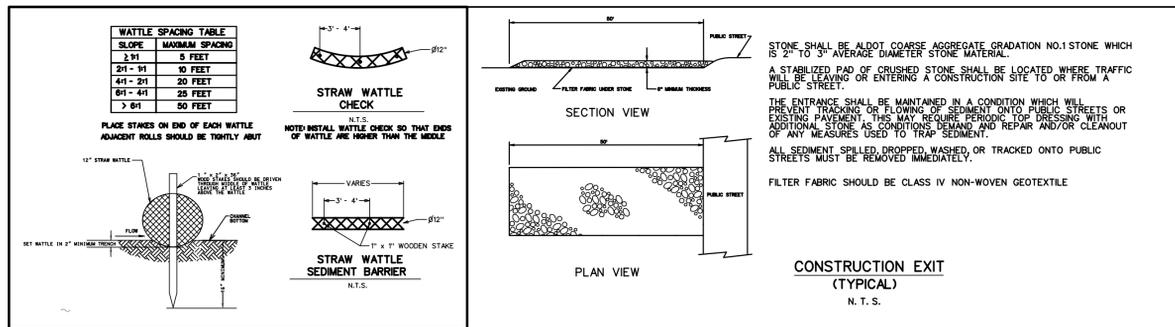 WATTLE SPACING TABLE
SLOPE MAXIMUM SPACING
≥ 1:1 5 FEET
2:1 - 1:1 10 FEET
4:1 - 2:1 20 FEET
6:1 - 4:1 25 FEET
> 6:1 50 FEET
PLACE STAKES ON END OF EACH WATTLE
ADJACENT ROLLS SHOULD BE TIGHTLY ABUT
3' - 4'
Ø12"
STRAW WATTLE
CHECK
N.T.S.
NOTE: INSTALL WATTLE CHECK SO THAT ENDS
OF WATTLE ARE HIGHER THAN THE MIDDLE
12" STRAW WATTLE
1 " x 2" x 36"
WOOD STAKES SHOULD BE DRIVEN
THROUGH MIDDLE OF WATTLE
LEAVING AT LEAST 3 INCHES
ABOVE THE WATTLE
FLOW
CHANNEL
BOTTOM
SET WATTLE IN 2" MINIMUM TRENCH
MINIMUM
VARIES
3' - 4'
Ø12"
1" x 1" WOODEN STAKE
STRAW WATTLE
SEDIMENT BARRIER
N.T.S.
50'
PUBLIC STREET
EXISTING GROUND
FILTER FABRIC UNDER STONE
6" MINIMUM THICKNESS
SECTION VIEW
50'
PUBLIC STREET
PLAN VIEW
STONE SHALL BE ALDOT COARSE AGGREGATE GRADATION NO.1 STONE WHICH
IS 2" TO 3" AVERAGE DIAMETER STONE MATERIAL.
A STABILIZED PAD OF CRUSHED STONE SHALL BE LOCATED WHERE TRAFFIC
WILL BE LEAVING OR ENTERING A CONSTRUCTION SITE TO OR FROM A
PUBLIC STREET.
THE ENTRANCE SHALL BE MAINTAINED IN A CONDITION WHICH WILL
PREVENT TRACKING OR FLOWING OF SEDIMENT ONTO PUBLIC STREETS OR
EXISTING PAVEMENT. THIS MAY REQUIRE PERIODIC TOP DRESSING WITH
ADDITIONAL STONE AS CONDITIONS DEMAND AND REPAIR AND/OR CLEANOUT
OF ANY MEASURES USED TO TRAP SEDIMENT.
ALL SEDIMENT SPILLED, DROPPED, WASHED, OR TRACKED ONTO PUBLIC
STREETS MUST BE REMOVED IMMEDIATELY.
FILTER FABRIC SHOULD BE CLASS IV NON-WOVEN GEOTEXTILE
CONSTRUCTION EXIT
(TYPICAL)
N. T. S.